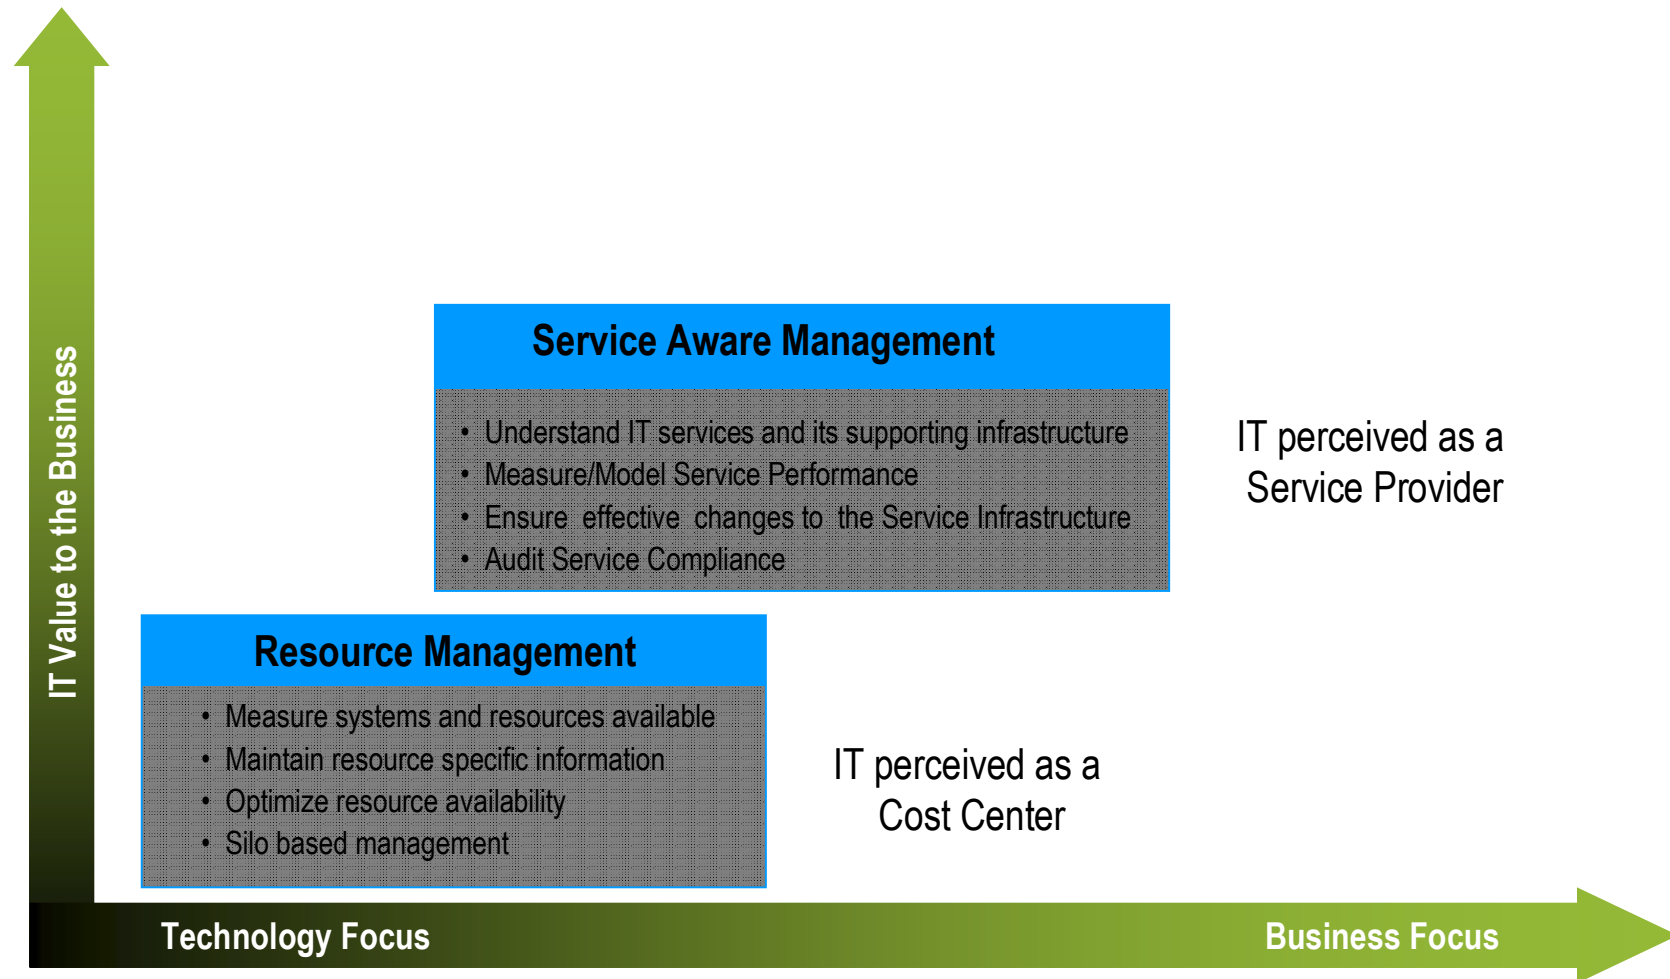 IT Value to the Business
Service Aware Management
• Understand IT services and its supporting infrastructure
• Measure/Model Service Performance
• Ensure effective changes to the Service Infrastructure
• Audit Service Compliance
IT perceived as a
Service Provider
Resource Management
• Measure systems and resources available
• Maintain resource specific information
• Optimize resource availability
• Silo based management
IT perceived as a
Cost Center
Technology Focus
Business Focus